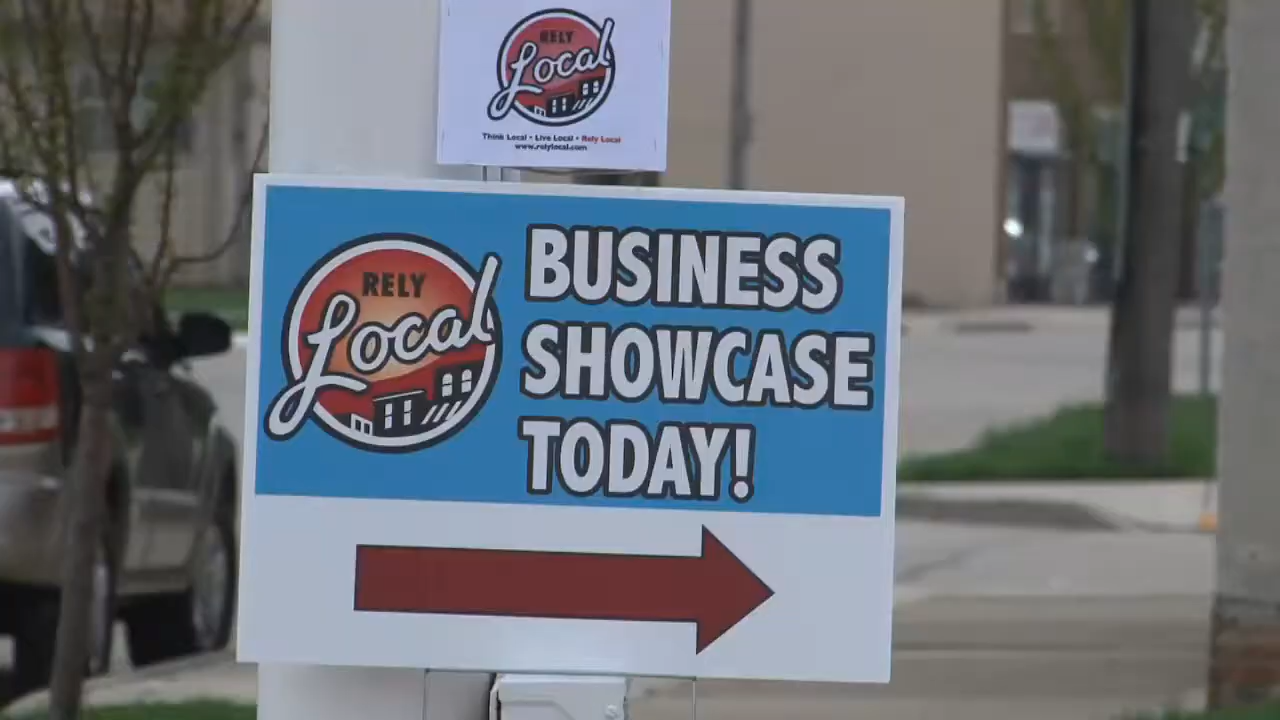 RELY
Local
Think Local • Live Local • Rely Local
www.relylocal.com
RELY
Local
BUSINESS
SHOWCASE
TODAY!